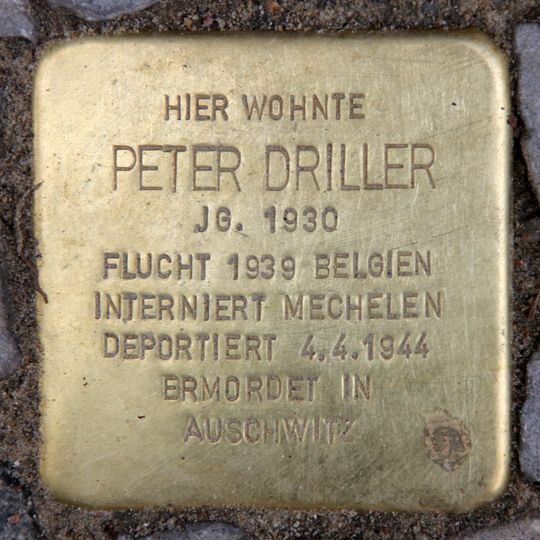 HIER WOHNTE
PETER DRILLER
JG. 1930
FLUCHT 1939 BELGIEN
INTERNIERT MECHELEN
DEPORTIERT 4.4.1944
ERMORDET IN
AUSCHWITZ